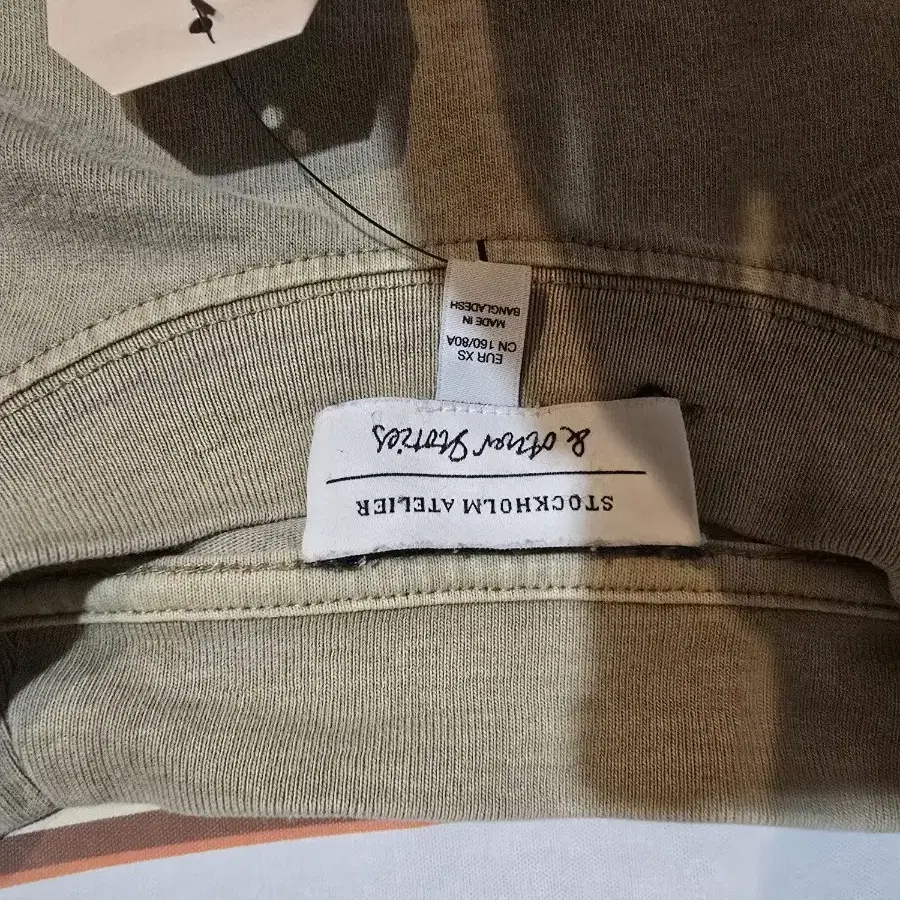 STOCKHOLM ATELIER
& other Stories
EUR XS
CN 160/80A
MADE IN
BANGLADESH